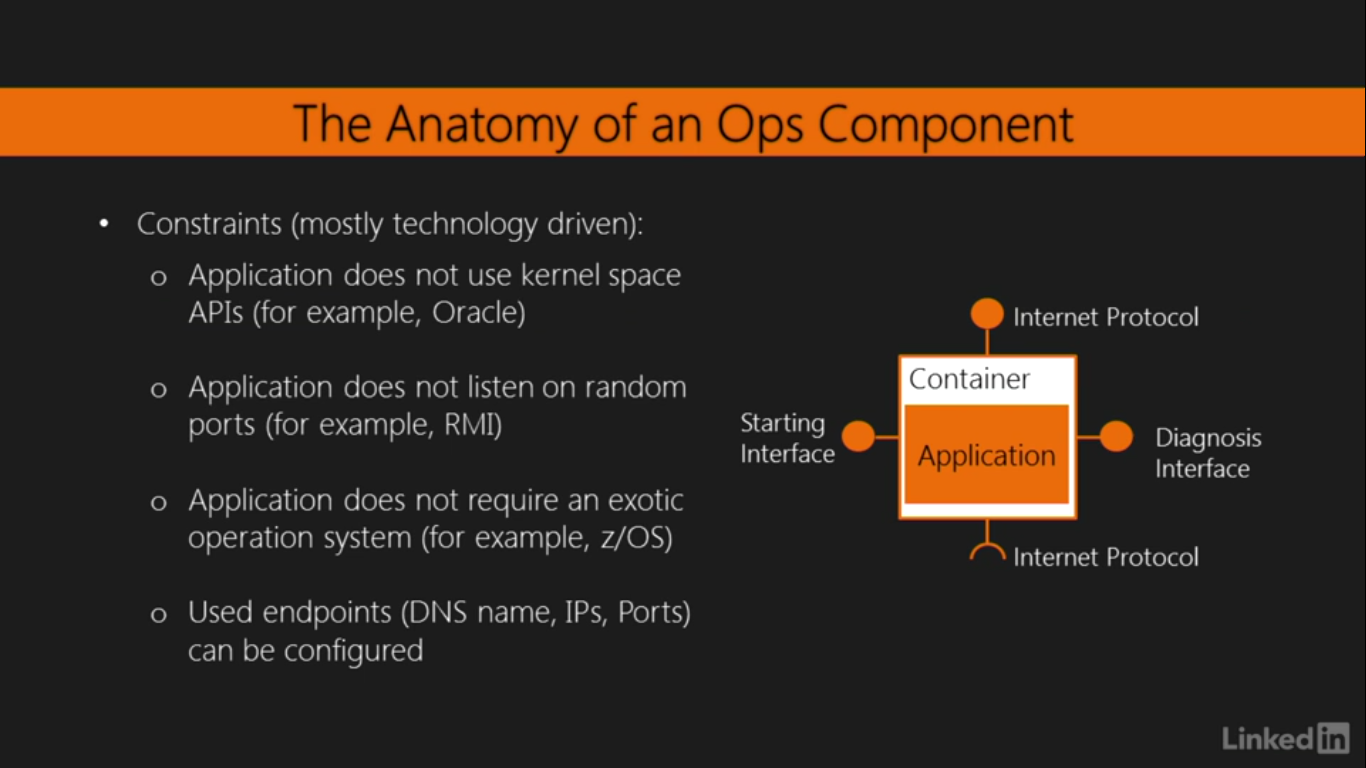 The Anatomy of an Ops Component
• Constraints (mostly technology driven):
o Application does not use kernel space
APIs (for example, Oracle)
o Application does not listen on random
ports (for example, RMI)
o Application does not require an exotic
operation system (for example, z/OS)
o Used endpoints (DNS name, IPs, Ports)
can be configured
Internet Protocol
Container
Starting
Interface
Application
Diagnosis
Interface
Internet Protocol
Linked in